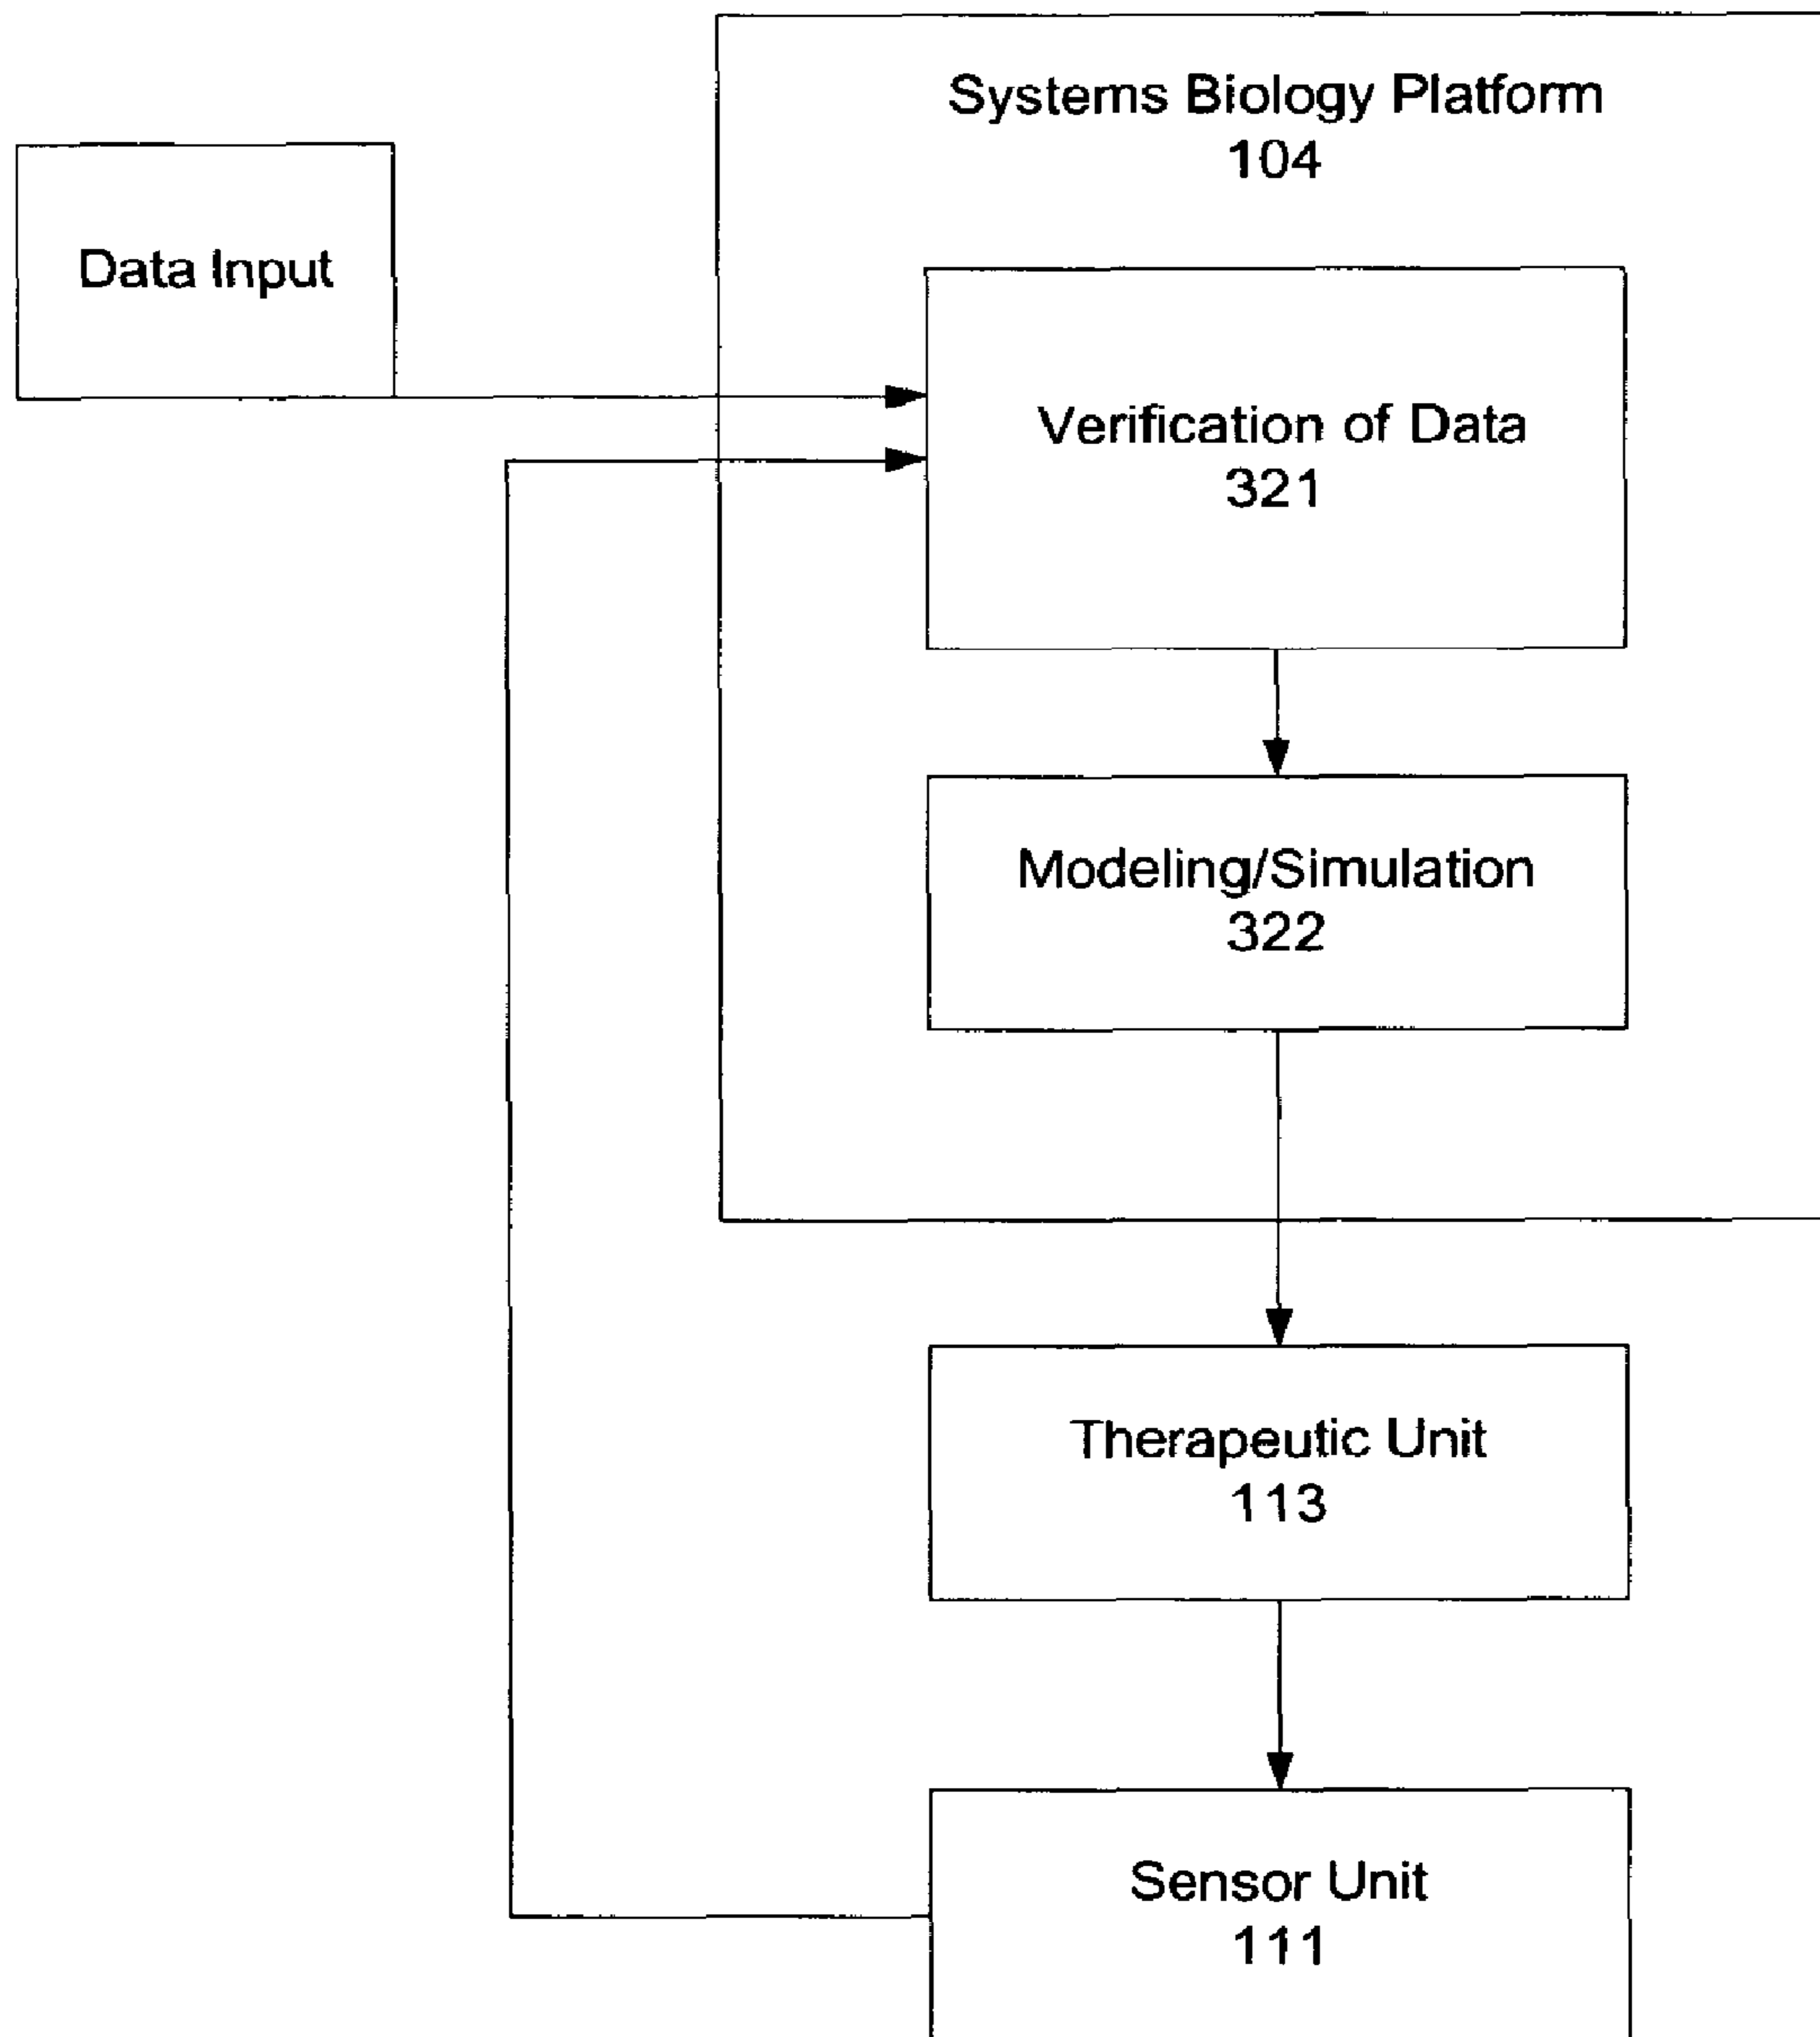 Systems Biology Platform
104
Data Input
Verification of Data
321
Modeling/Simulation
322
Therapeutic Unit
113
Sensor Unit
111